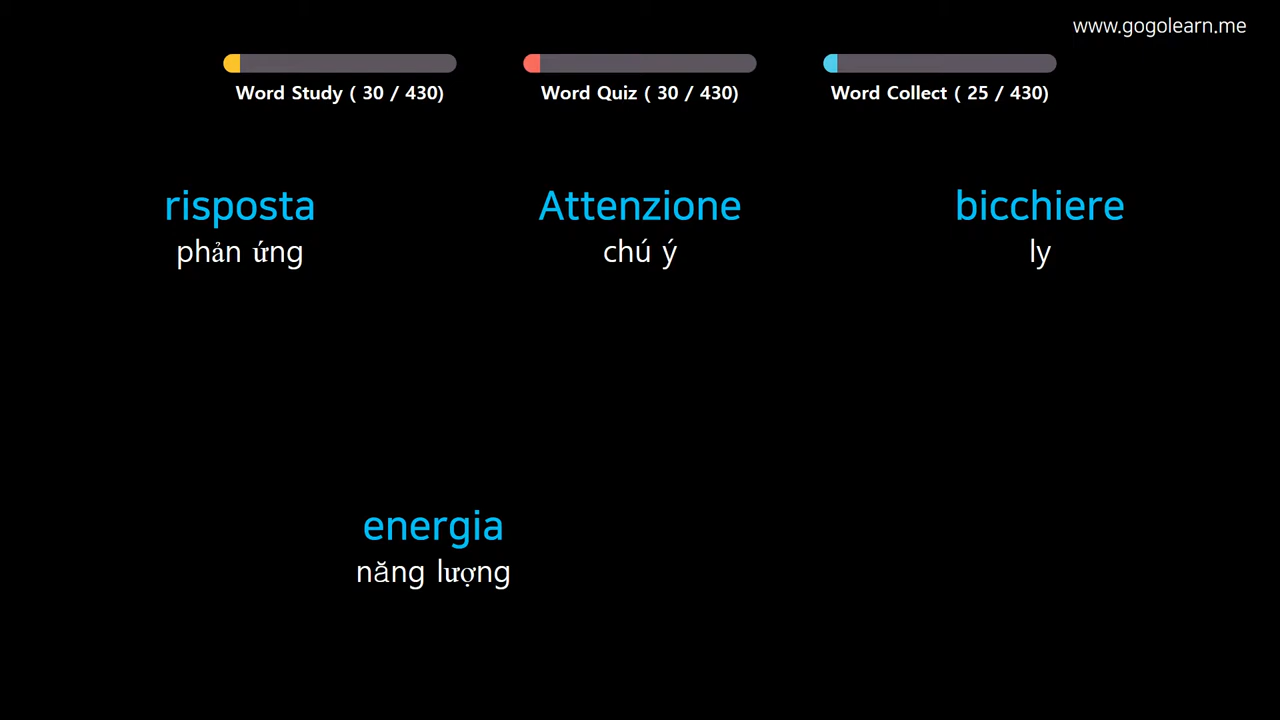 www.gogolearn.me
Word Study ( 30 / 430)
Word Quiz ( 30 / 430)
Word Collect ( 25 / 430)
risposta
phản ứng
Attenzione
chú ý
bicchiere
ly
energia
năng lượng